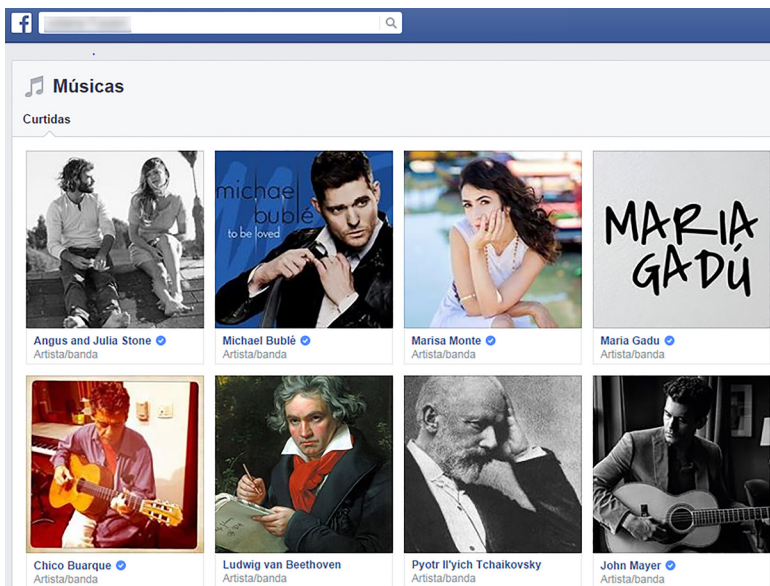 f
Músicas
Curtidas
michael
bublé
to be loved
MARIA
GADÚ
Angus and Julia Stone
Artista/banda
Michael Bublé
Artista/banda
Marisa Monte
Artista/banda
Maria Gadu
Artista/banda
Chico Buarque
Artista/banda
Ludwig van Beethoven
Artista/banda
Pyotr Il'yich Tchaikovsky
Artista/banda
John Mayer
Artista/banda